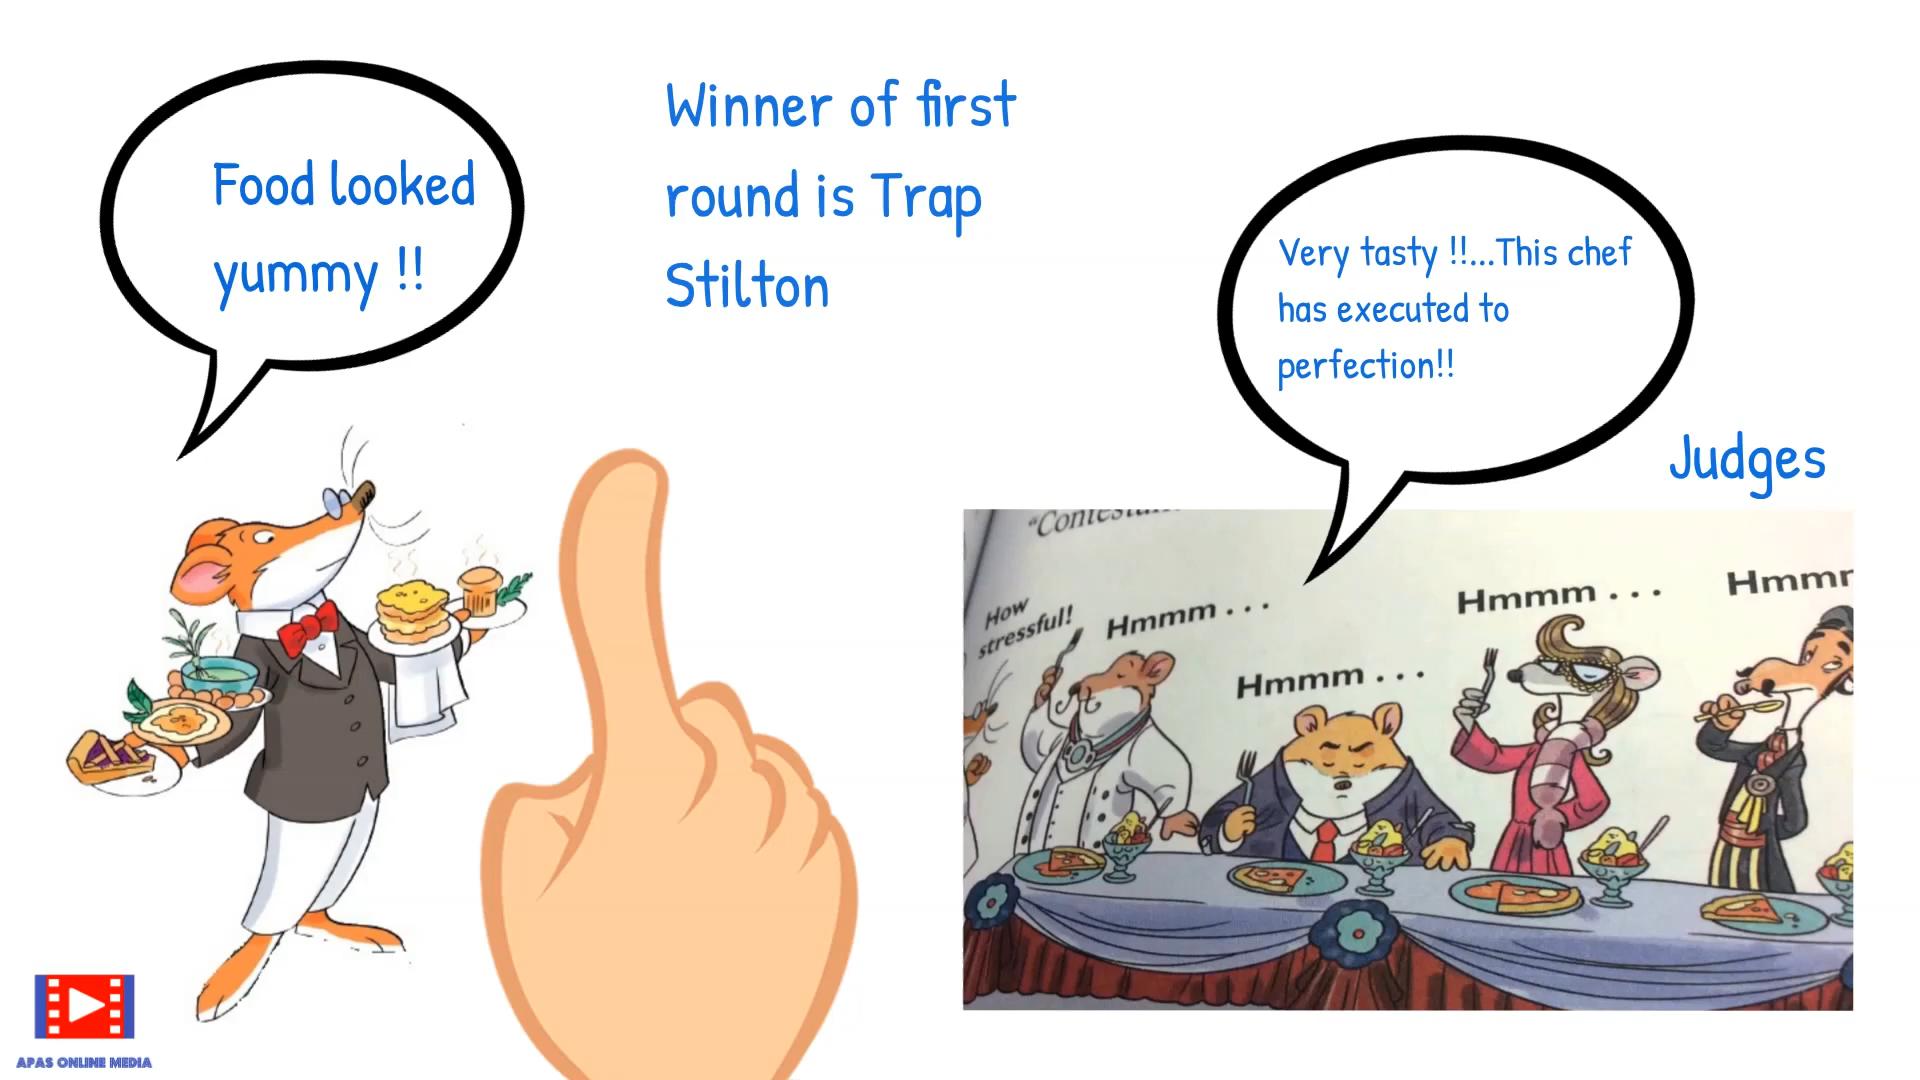 Food looked
yummy !!
Winner of first
round is Trap
Stilton
Very tasty !!...This chef
has executed to
perfection!!
Judges
How
stressful!
Hmmm . . .
Hmmm . . .
Hmmm . . .
APAS ONLINE MEDIA